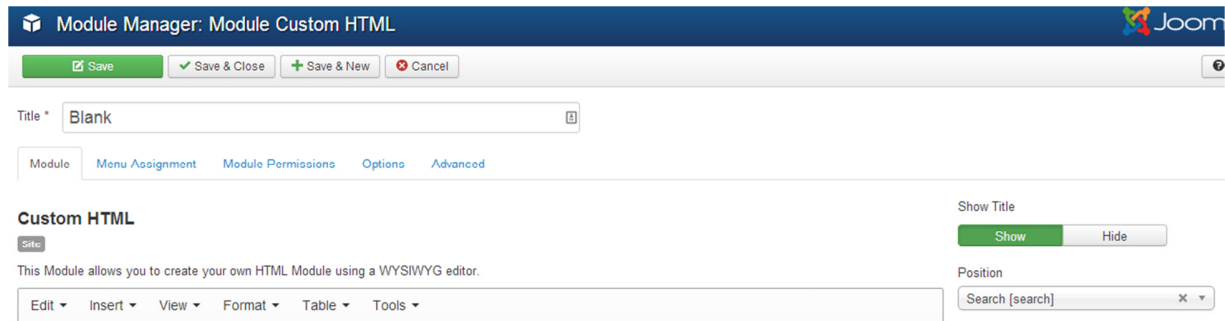 Module Manager: Module Custom HTML
Joom
Save
Save & Close
Save & New
Cancel
Title *
Blank
Module
Menu Assignment
Module Permissions
Options
Advanced
Custom HTML
Site
This Module allows you to create your own HTML Module using a WYSIWYG editor.
Edit
Insert
View
Format
Table
Tools
Show Title
Show
Hide
Position
Search [search]